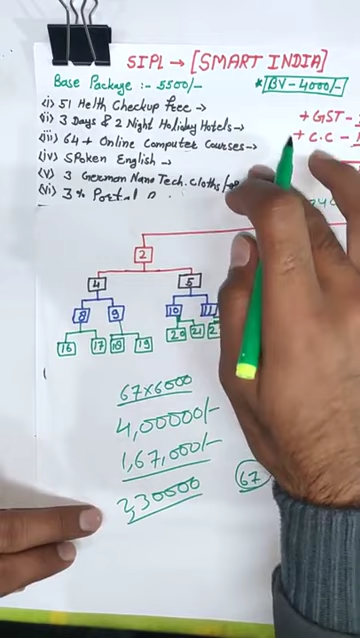 SIPL → [SMART INDIA]
Base Package :- 5500/-
* BV - 4000/-
(i) 51 Helth Checkup free →
(ii) 3 Days & 2 Night Holiday Hotels →
(iii) 64 + Online Computer Courses →
(iv) SPoken English →
(v) 3 German Nano Tech. Cloths /
(vi) 3 % Portal
+ GST -
+ C.C -
2
4 5
8 9 10 11
16 17 18 19 20 21
67×6000
4,00000/-
1,67,000/-
2,30000
67